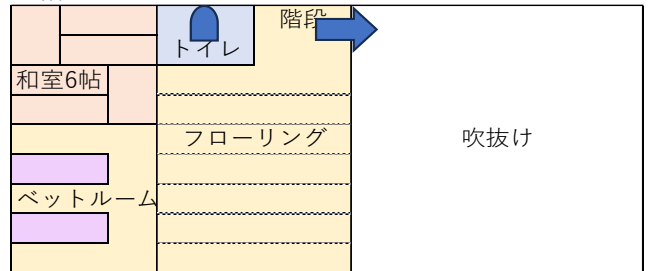 階段
トイレ
和室6帖
フローリング
吹抜け
ベットルーム